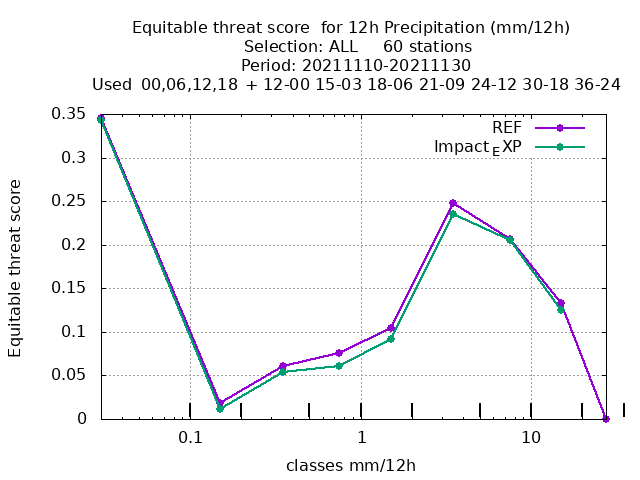 Equitable threat score  for 12h Precipitation (mm/12h)
Selection: ALL     60 stations
Period: 20211110-20211130
Used  00,06,12,18  + 12-00 15-03 18-06 21-09 24-12 30-18 36-24
REF
Impact_EXP
0.35
0.3
0.25
0.2
0.15
0.1
0.05
0
Equitable threat score
0.1 1 10
classes mm/12h